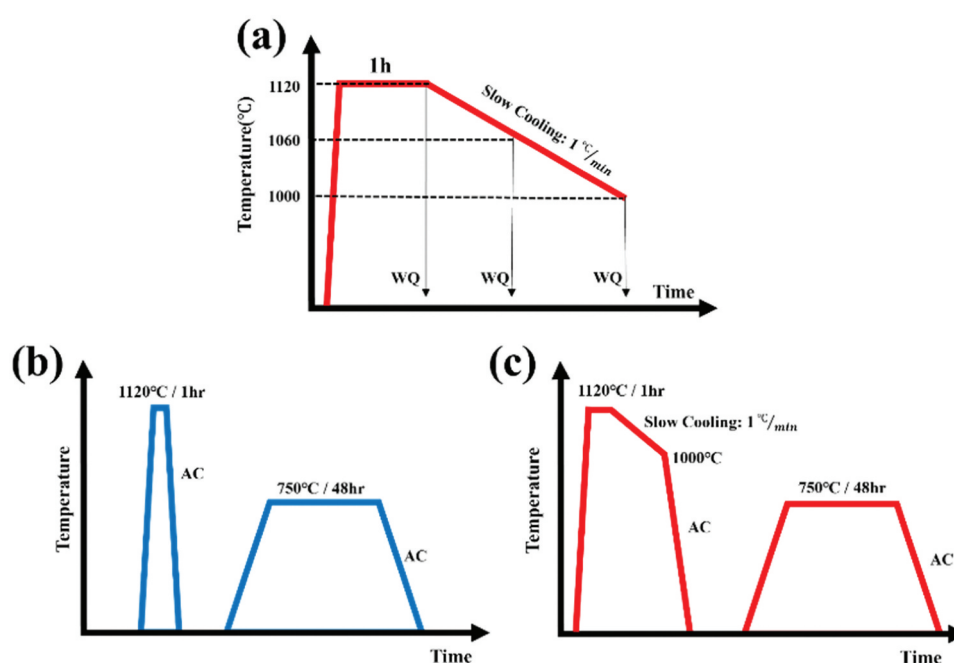 (a)
1h
1120
Slow Cooling: 1 ℃/min
1060
1000
Temperature(℃)
WQ
WQ
WQ
Time
(b)
1120℃ / 1hr
AC
750℃ / 48hr
AC
Temperature
Time
(c)
1120℃ / 1hr
Slow Cooling: 1 ℃/min
1000℃
AC
750℃ / 48hr
AC
Temperature
Time